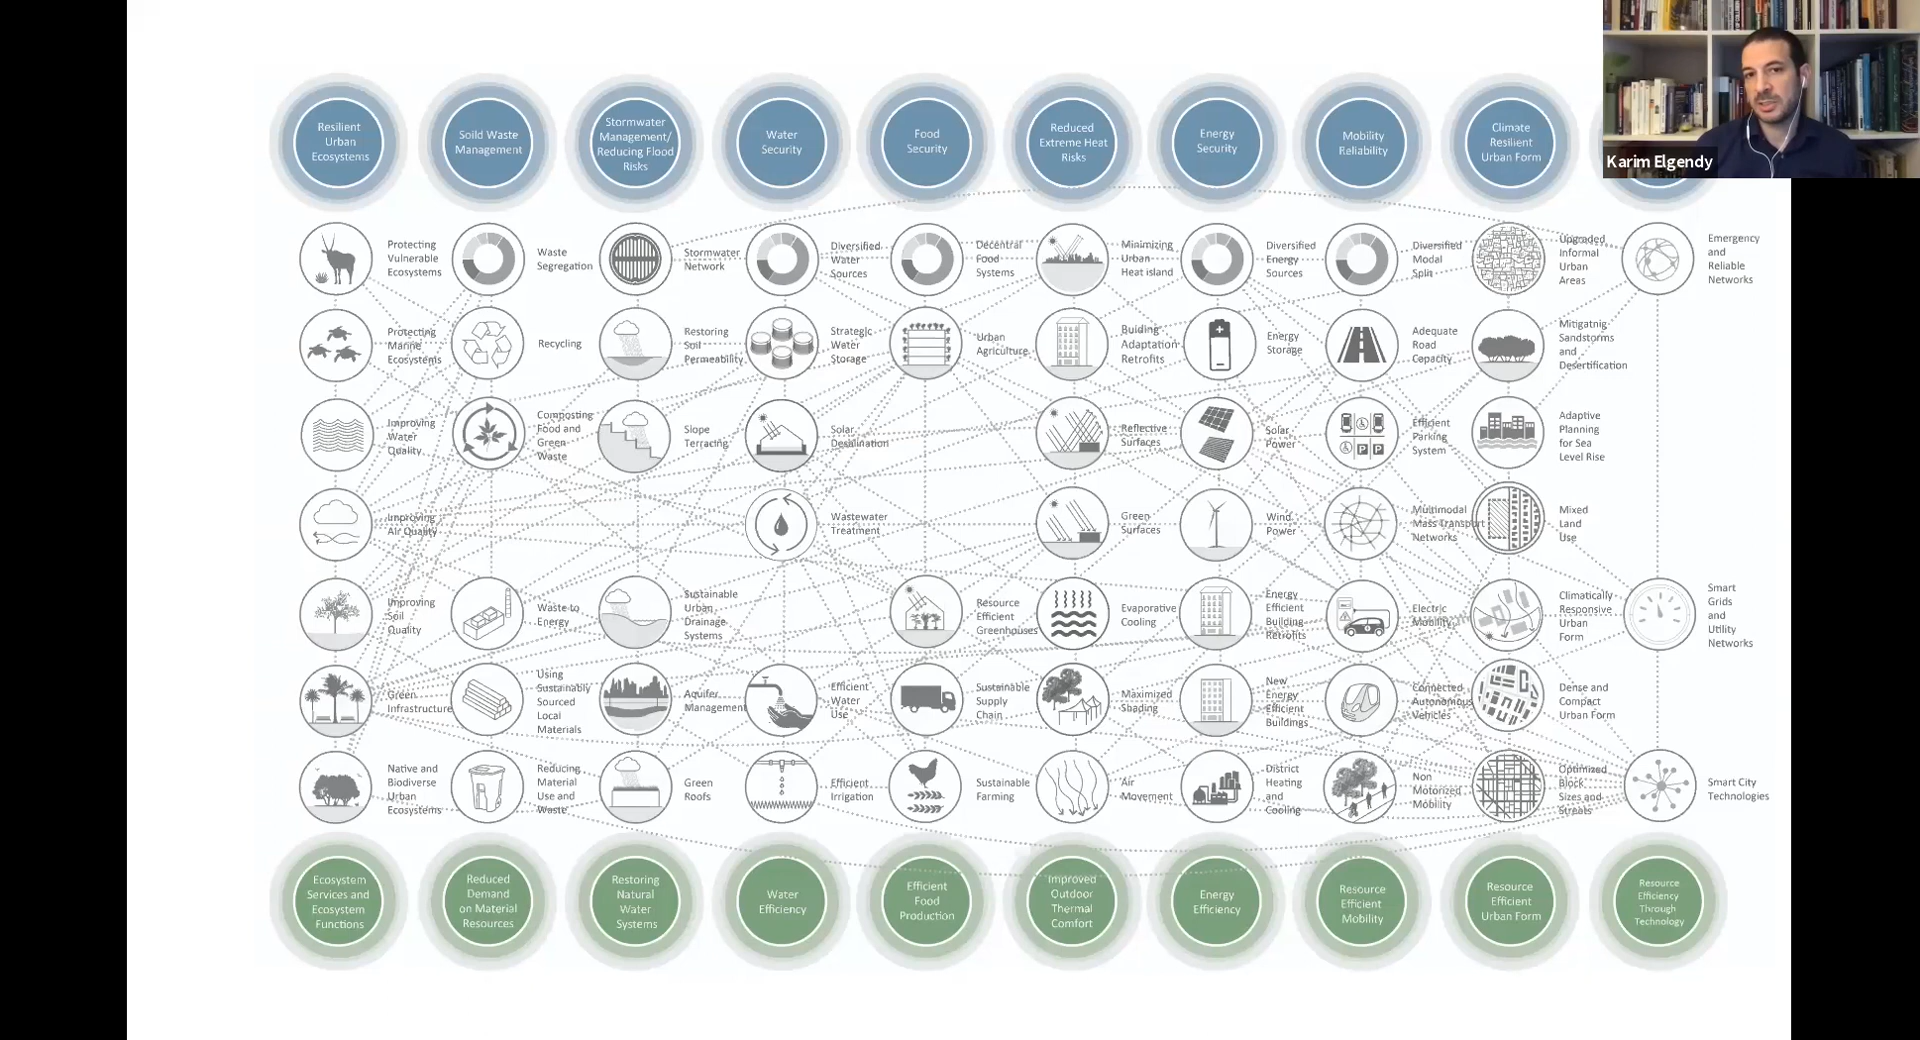 Resilient
Urban
Ecosystems
Soild Waste
Management
Stormwater
Management/
Reducing Flood
Risks
Water
Security
Food
Security
Reduced
Extreme Heat
Risks
Energy
Security
Mobility
Reliability
Climate
Resilient
Urban Form
Karim Elgendy
Protecting
Vulnerable
Ecosystems
Waste
Segregation
Stormwater
Network
Diversified
Water
Sources
Decentral
Food
Systems
Minimizing
Urban
Heat island
Diversified
Energy
Sources
Diversified
Modal
Split
Upgraded
Informal
Urban
Areas
Emergency
and
Reliable
Networks
Protecting
Marine
Ecosystems
Recycling
Restoring
Soil
Permeability
Strategic
Water
Storage
Urban
Agriculture
Buiding
Adaptation
Retrofits
Energy
Storage
Adequate
Road
Capacity
Mitigatnig
Sandstorms
and
Desertification
Improving
Water
Quality
Composting
Food and
Green
Waste
Slope
Terracing
Solar
Desalination
Reflective
Surfaces
Solar
Power
Efficient
Parking
System
Adaptive
Planning
for Sea
Level Rise
Improving
Air Quality
Wastewater
Treatment
Green
Surfaces
Wind
Power
Multimodal
Mass Transport
Networks
Mixed
Land
Use
Improving
Soil
Quality
Waste to
Energy
Sustainable
Urban
Drainage
Systems
Resource
Efficient
Greenhouses
Evaporative
Cooling
Energy
Efficient
Building
Retrofits
Electric
Mobility
Climatically
Responsive
Urban
Form
Smart
Grids
and
Utility
Networks
Green
Infrastructure
Using
Sustainably
Sourced
Local
Materials
Aquifer
Management
Efficient
Water
Use
Sustainable
Supply
Chain
Maximized
Shading
New
Energy
Efficient
Buildings
Connected
Autonomous
Vehicles
Dense and
Compact
Urban Form
Native and
Biodiverse
Urban
Ecosystems
Reducing
Material
Use and
Waste
Green
Roofs
Efficient
Irrigation
Sustainable
Farming
Air
Movement
District
Heating
and
Cooling
Non
Motorized
Mobility
Optimized
Block
Sizes and
Streets
Smart City
Technologies
Ecosystem
Services and
Ecosystem
Functions
Reduced
Demand
on Material
Resources
Restoring
Natural
Water
Systems
Water
Efficiency
Efficient
Food
Production
Improved
Outdoor
Thermal
Comfort
Energy
Efficiency
Resource
Efficient
Mobility
Resource
Efficient
Urban Form
Resource
Efficiency
Through
Technology